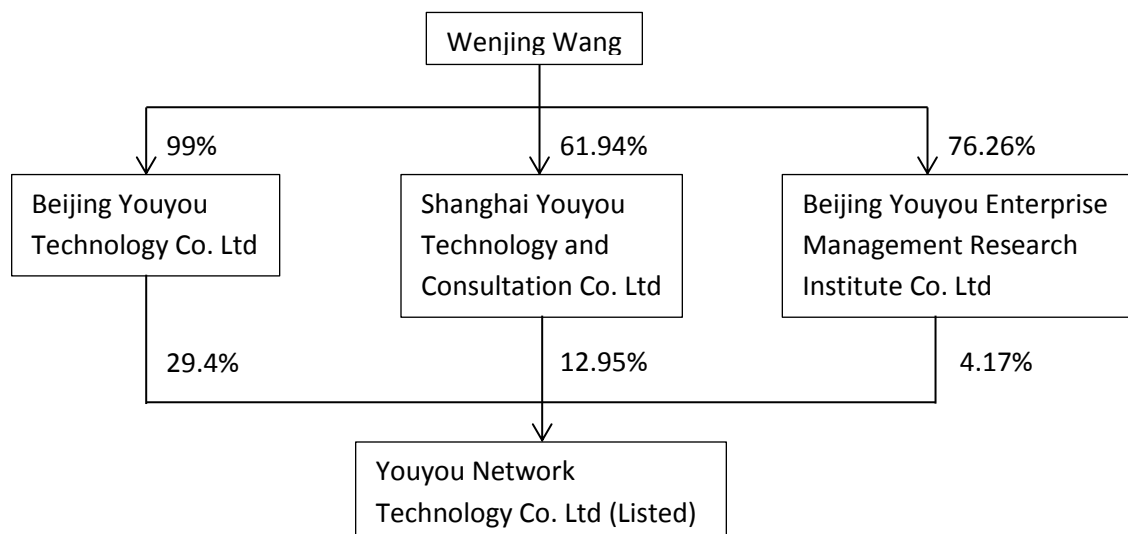 Wenjing Wang
99%
61.94%
76.26%
Beijing Youyou
Technology Co. Ltd
Shanghai Youyou
Technology and
Consultation Co. Ltd
Beijing Youyou Enterprise
Management Research
Institute Co. Ltd
29.4%
12.95%
4.17%
Youyou Network
Technology Co. Ltd (Listed)